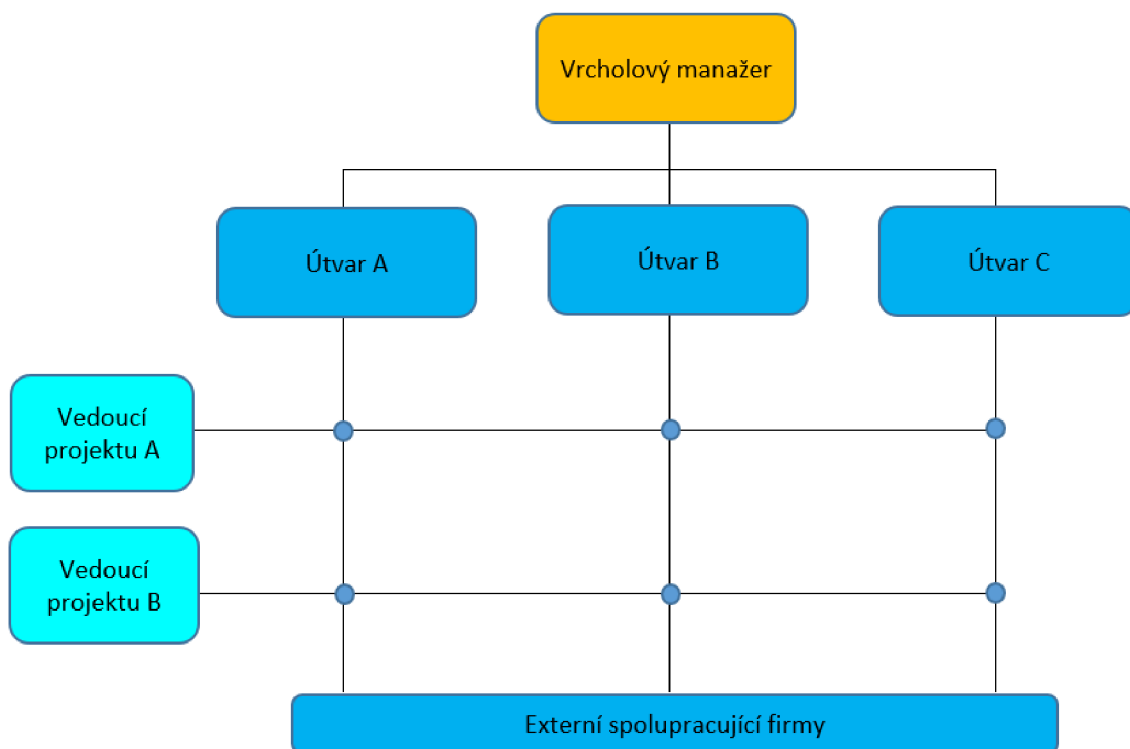 Vrcholový manažer
Útvar A
Útvar B
Útvar C
Vedoucí
projektu A
Vedoucí
projektu B
Externí spolupracující firmy